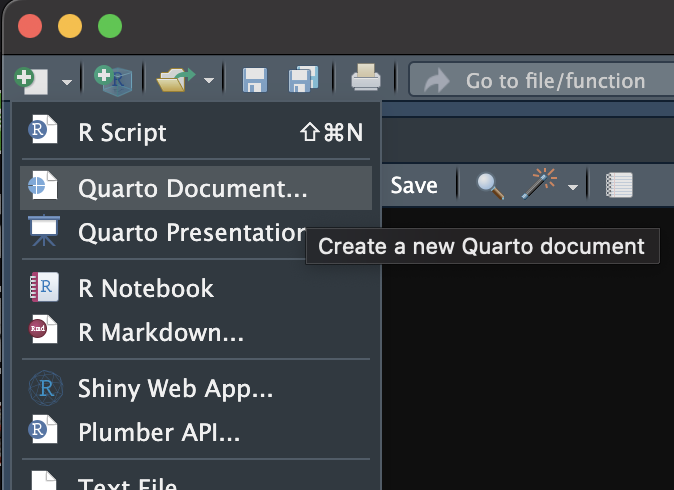 Go to file/function
R Script ⇧⌘N
Quarto Document...
Save
Quarto Presentation
Create a new Quarto document
R Notebook
R Markdown...
Shiny Web App...
Plumber API...
Text File